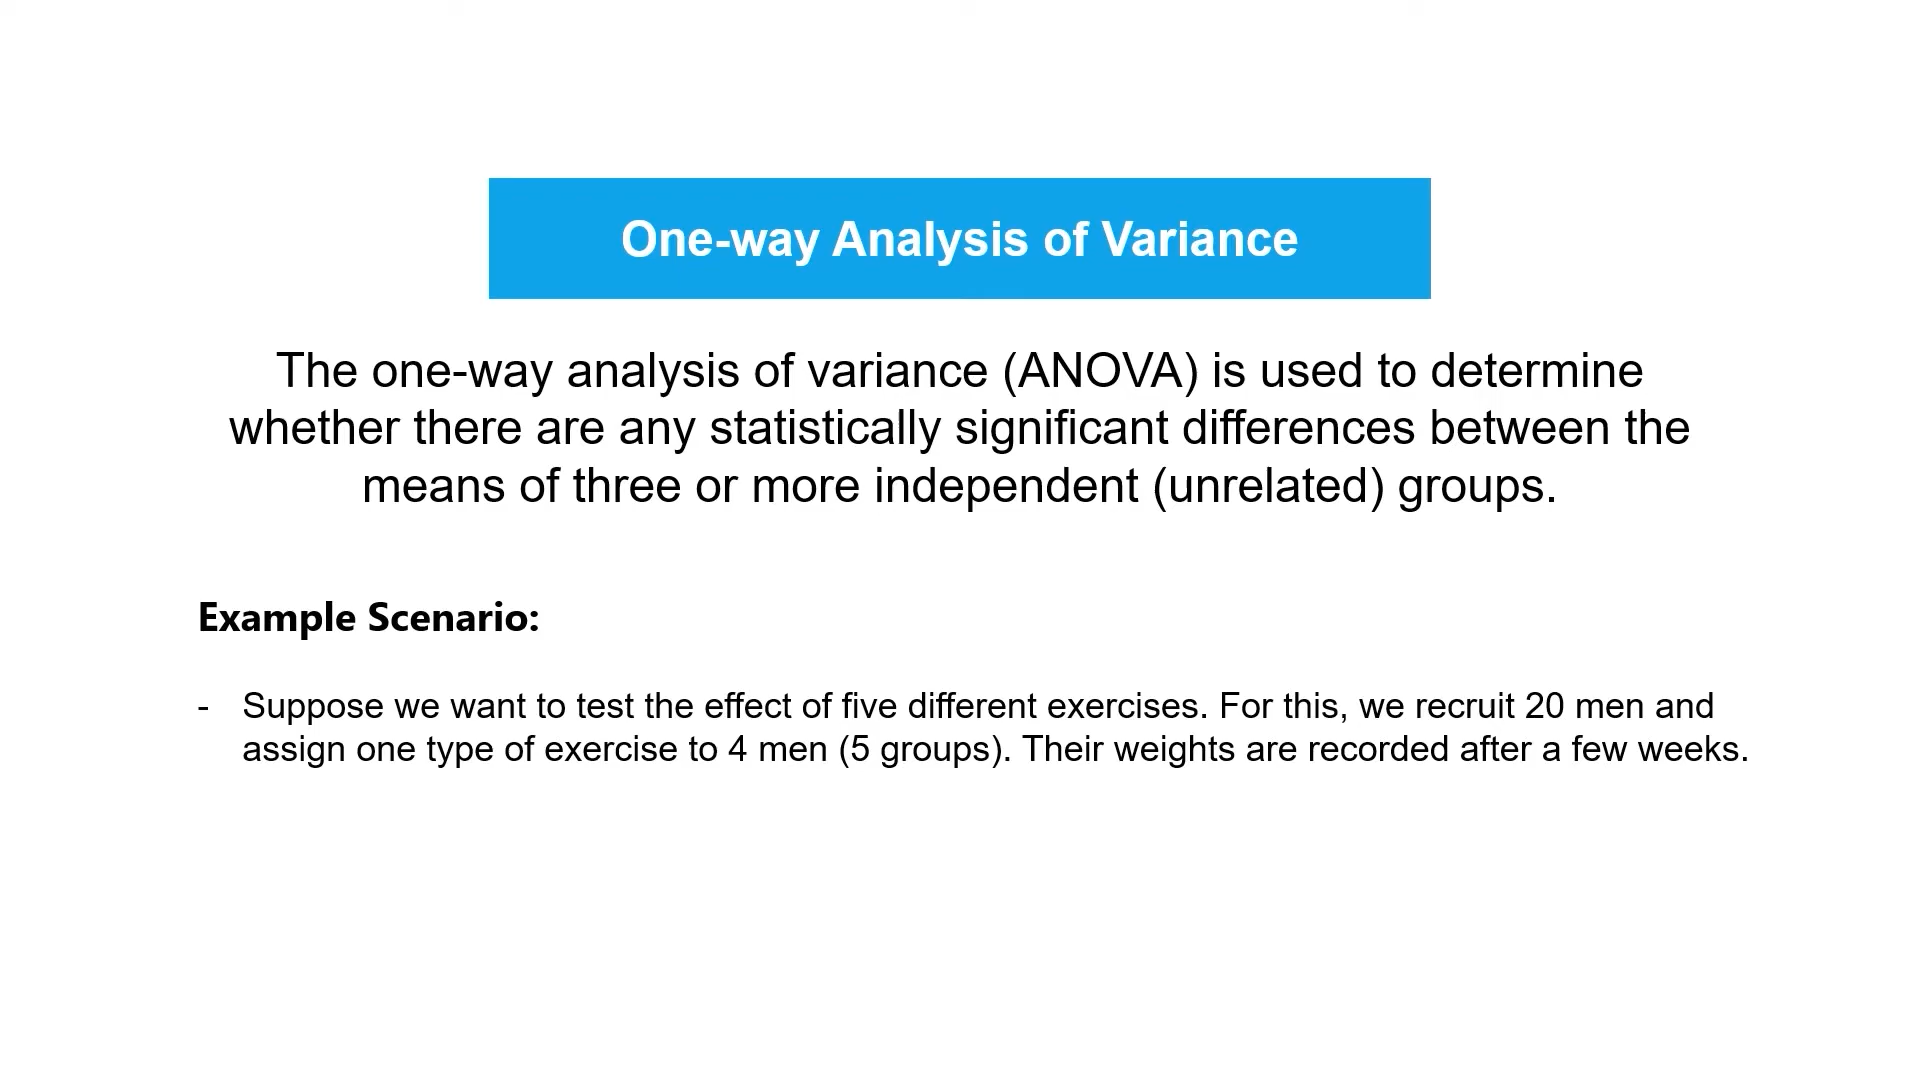 One-way Analysis of Variance
The one-way analysis of variance (ANOVA) is used to determine
whether there are any statistically significant differences between the
means of three or more independent (unrelated) groups.
Example Scenario:
- Suppose we want to test the effect of five different exercises. For this, we recruit 20 men and
assign one type of exercise to 4 men (5 groups). Their weights are recorded after a few weeks.